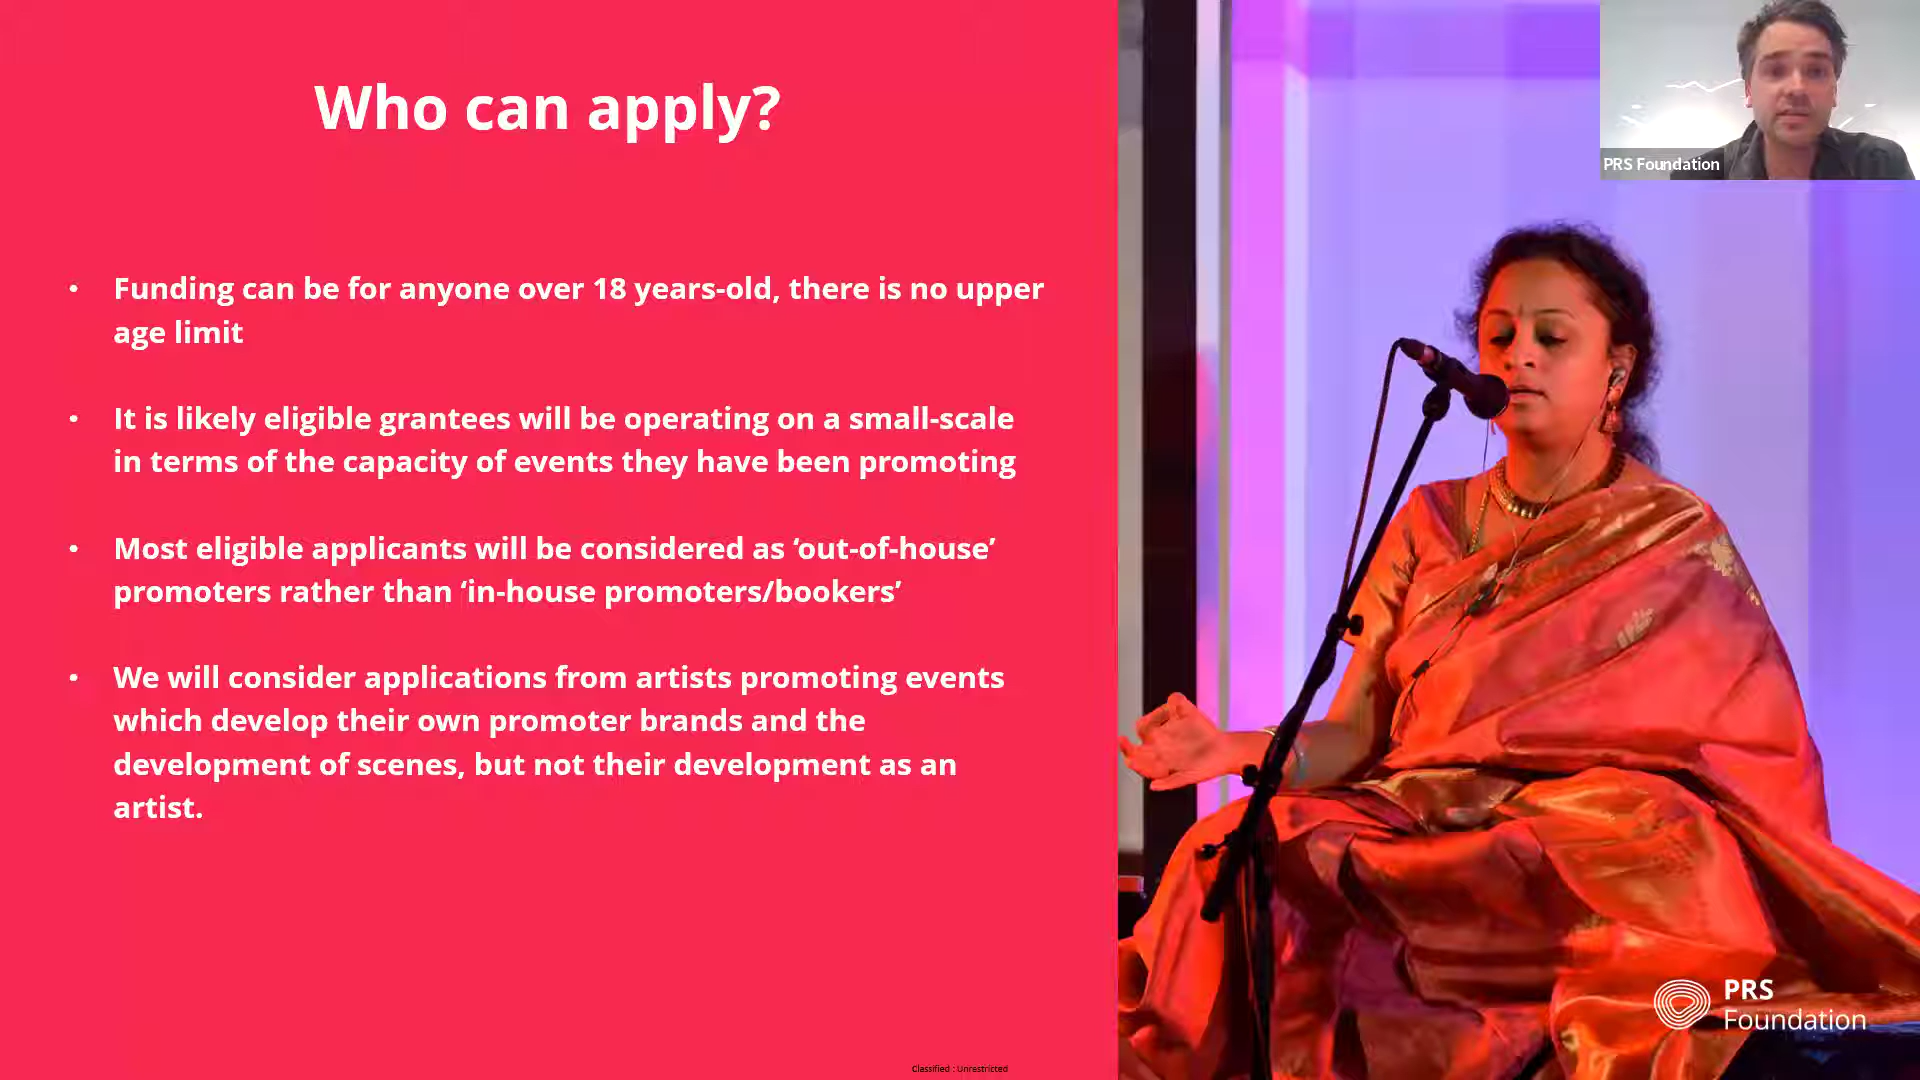 Who can apply?
• Funding can be for anyone over 18 years-old, there is no upper
age limit
• It is likely eligible grantees will be operating on a small-scale
in terms of the capacity of events they have been promoting
• Most eligible applicants will be considered as ‘out-of-house’
promoters rather than ‘in-house promoters/bookers’
• We will consider applications from artists promoting events
which develop their own promoter brands and the
development of scenes, but not their development as an
artist.
Classified : Unrestricted
PRS Foundation
PRS
Foundation